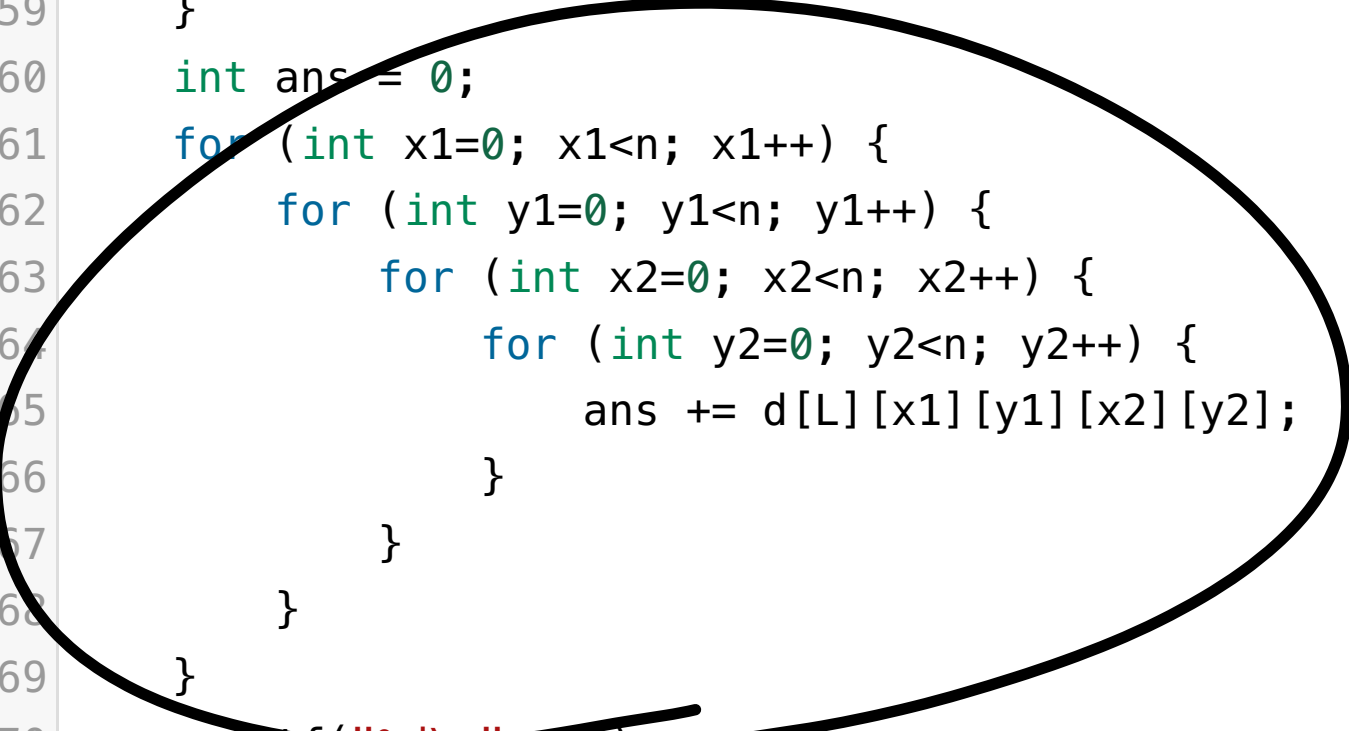 59 }
60 int ans = 0;
61 for (int x1=0; x1<n; x1++) {
62 for (int y1=0; y1<n; y1++) {
63 for (int x2=0; x2<n; x2++) {
64 for (int y2=0; y2<n; y2++) {
65 ans += d[L][x1][y1][x2][y2];
66 }
67 }
68 }
69 }